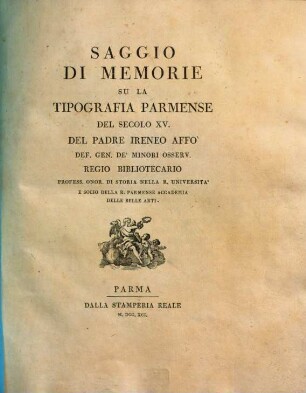 SAGGIO
DI MEMORIE
SU LA
TIPOGRAFIA PARMENSE
DEL SECOLO XV.
DEL PADRE IRENEO AFFO'
DEF. GEN. DE' MINORI OSSERV.
REGIO BIBLIOTECARIO
PROFESS. ONOR. DI STORIA NELLA R. UNIVERSITA'
E SOCIO DELLA R. PARMENSE ACCADEMIA
DELLE BELLE ARTI.
PARMA
DALLA STAMPERIA REALE
M. DCC. XCI.